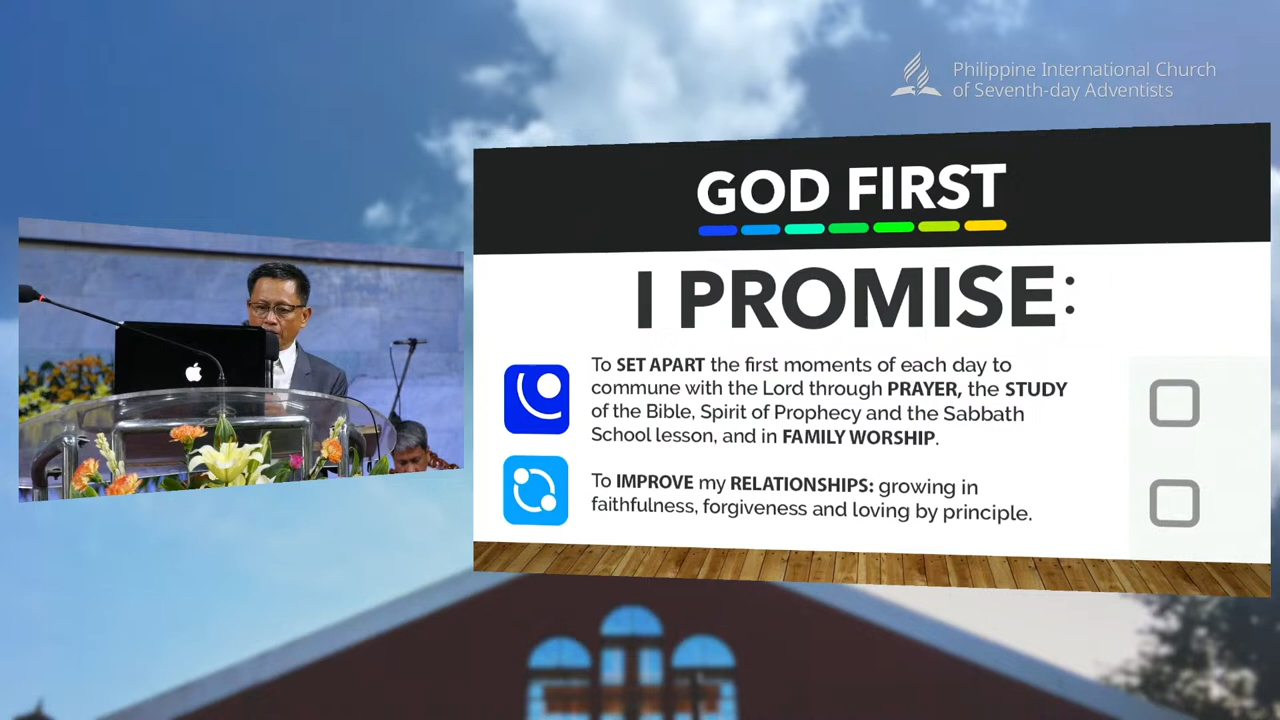 Philippine International Church
of Seventh-day Adventists
GOD FIRST
I PROMISE:
To SET APART the first moments of each day to
commune with the Lord through PRAYER, the STUDY
of the Bible, Spirit of Prophecy and the Sabbath
School lesson, and in FAMILY WORSHIP.
To IMPROVE my RELATIONSHIPS: growing in
faithfulness, forgiveness and loving by principle.